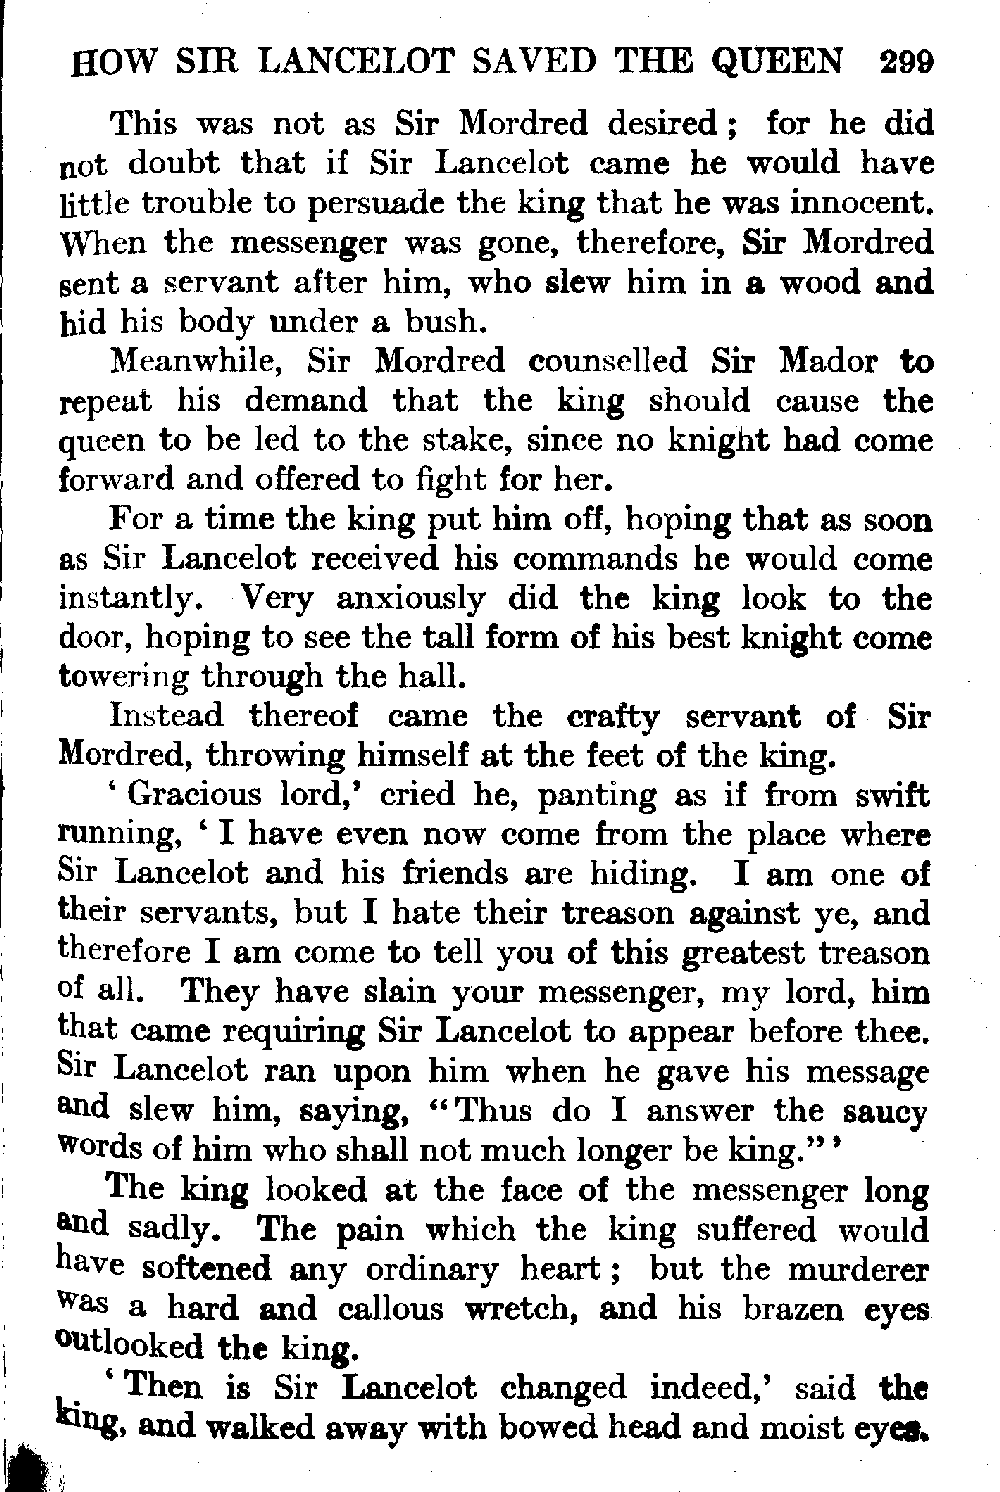 HOW SIR LANCELOT SAVED THE QUEEN 299
This was not as Sir Mordred desired ; for he did
not doubt that if Sir Lancelot came he would have
little trouble to persuade the king that he was innocent.
When the messenger was gone, therefore, Sir Mordred
sent a servant after him, who slew him in a wood and
hid his body under a bush.
Meanwhile, Sir Mordred counselled Sir Mador to
repeat his demand that the king should cause the
queen to be led to the stake, since no knight had come
forward and offered to fight for her.
For a time the king put him off, hoping that as soon
as Sir Lancelot received his commands he would come
instantly. Very anxiously did the king look to the
door, hoping to see the tall form of his best knight come
towering through the hall.
Instead thereof came the crafty servant of Sir
Mordred, throwing himself at the feet of the king.
‘ Gracious lord,’ cried he, panting as if from swift
running, ‘ I have even now come from the place where
Sir Lancelot and his friends are hiding. I am one of
their servants, but I hate their treason against ye, and
therefore I am come to tell you of this greatest treason
of all. They have slain your messenger, my lord, him
that came requiring Sir Lancelot to appear before thee.
Sir Lancelot ran upon him when he gave his message
and slew him, saying, “Thus do I answer the saucy
words of him who shall not much longer be king.” ’
The king looked at the face of the messenger long
and sadly. The pain which the king suffered would
have softened any ordinary heart ; but the murderer
was a hard and callous wretch, and his brazen eyes
outlooked the king.
‘ Then is Sir Lancelot changed indeed,’ said the
king, and walked away with bowed head and moist eyes.